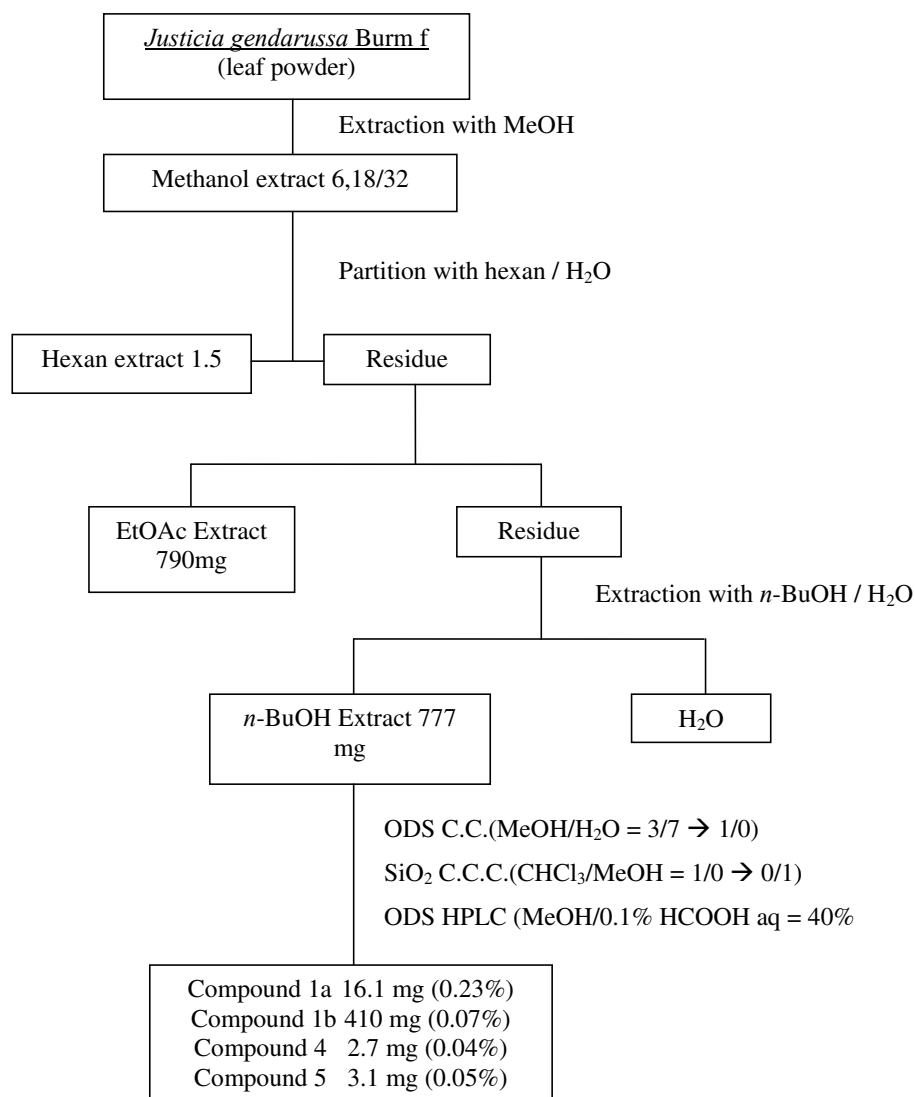 Justicia gendarussa Burm f
(leaf powder)
Extraction with MeOH
Methanol extract 6,18/32
Partition with hexan / H₂O
Hexan extract 1.5
Residue
EtOAc Extract
790mg
Residue
Extraction with n-BuOH / H₂O
n-BuOH Extract 777
mg
H₂O
ODS C.C.(MeOH/H₂O = 3/7 → 1/0)
SiO₂ C.C.C.(CHCl₃/MeOH = 1/0 → 0/1)
ODS HPLC (MeOH/0.1% HCOOH aq = 40%
Compound 1a 16.1 mg (0.23%)
Compound 1b 410 mg (0.07%)
Compound 4 2.7 mg (0.04%)
Compound 5 3.1 mg (0.05%)